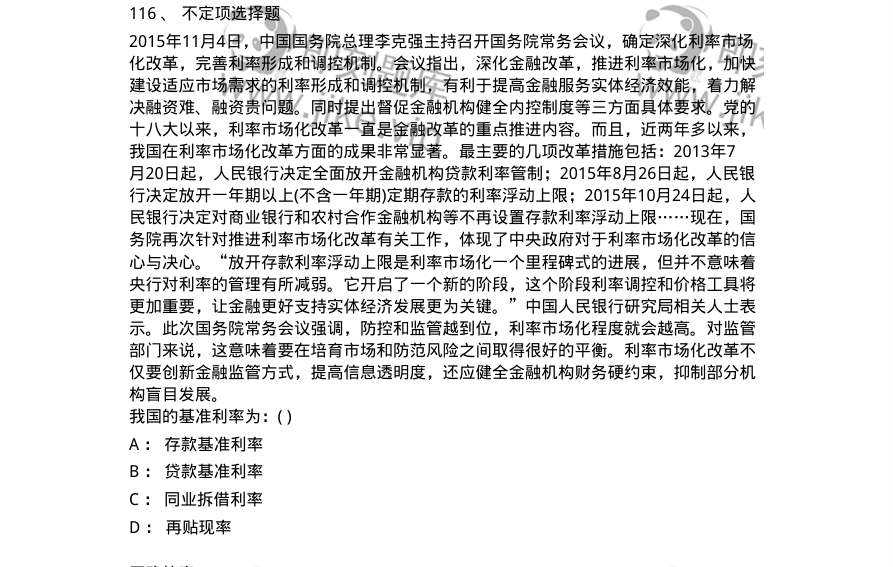 116 、 不定项选择题
2015年11月4日，中国国务院总理李克强主持召开国务院常务会议，确定深化利率市场
化改革，完善利率形成和调控机制。会议指出，深化金融改革，推进利率市场化，加快
建设适应市场需求的利率形成和调控机制，有利于提高金融服务实体经济效能，着力解
决融资难、融资贵问题。同时提出督促金融机构健全内控制度等三方面具体要求。党的
十八大以来，利率市场化改革一直是金融改革的重点推进内容。而且，近两年多以来，
我国在利率市场化改革方面的成果非常显著。最主要的几项改革措施包括：2013年7
月20日起，人民银行决定全面放开金融机构贷款利率管制；2015年8月26日起，人民银
行决定放开一年期以上(不含一年期)定期存款的利率浮动上限；2015年10月24日起，人
民银行决定对商业银行和农村合作金融机构等不再设置存款利率浮动上限……现在，国
务院再次针对推进利率市场化改革有关工作，体现了中央政府对于利率市场化改革的信
心与决心。“放开存款利率浮动上限是利率市场化一个里程碑式的进展，但并不意味着
央行对利率的管理有所减弱。它开启了一个新的阶段，这个阶段利率调控和价格工具将
更加重要，让金融更好支持实体经济发展更为关键。”中国人民银行研究局相关人士表
示。此次国务院常务会议强调，防控和监管越到位，利率市场化程度就会越高。对监管
部门来说，这意味着要在培育市场和防范风险之间取得很好的平衡。利率市场化改革不
仅要创新金融监管方式，提高信息透明度，还应健全金融机构财务硬约束，抑制部分机
构盲目发展。
我国的基准利率为：( )
A： 存款基准利率
B： 贷款基准利率
C： 同业拆借利率
D： 再贴现率